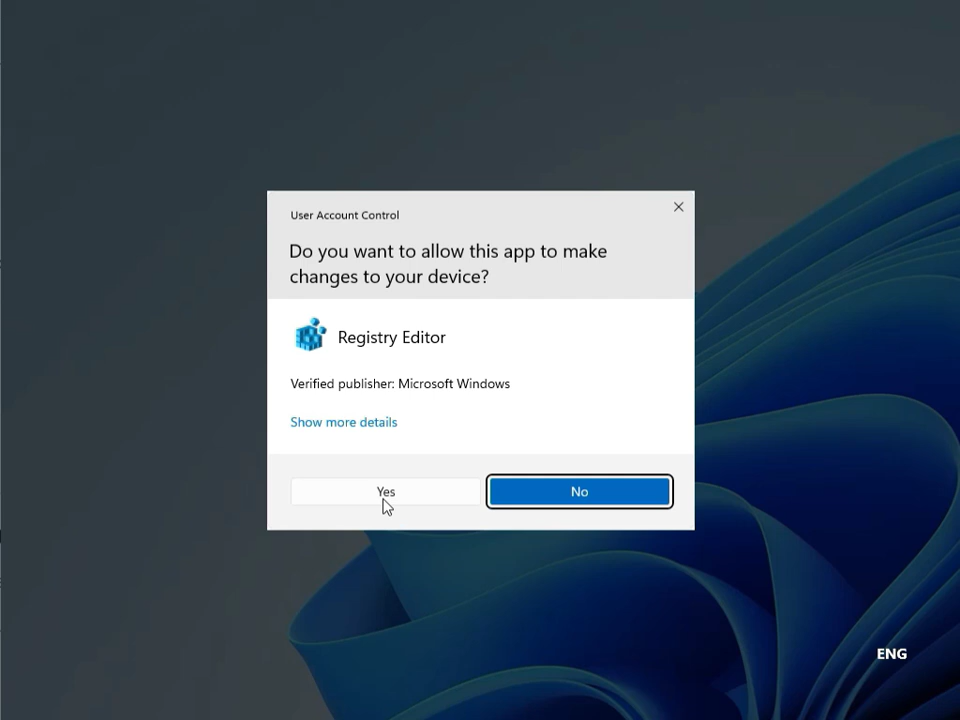 User Account Control
Do you want to allow this app to make
changes to your device?
Registry Editor
Verified publisher: Microsoft Windows
Show more details
Yes
No
ENG